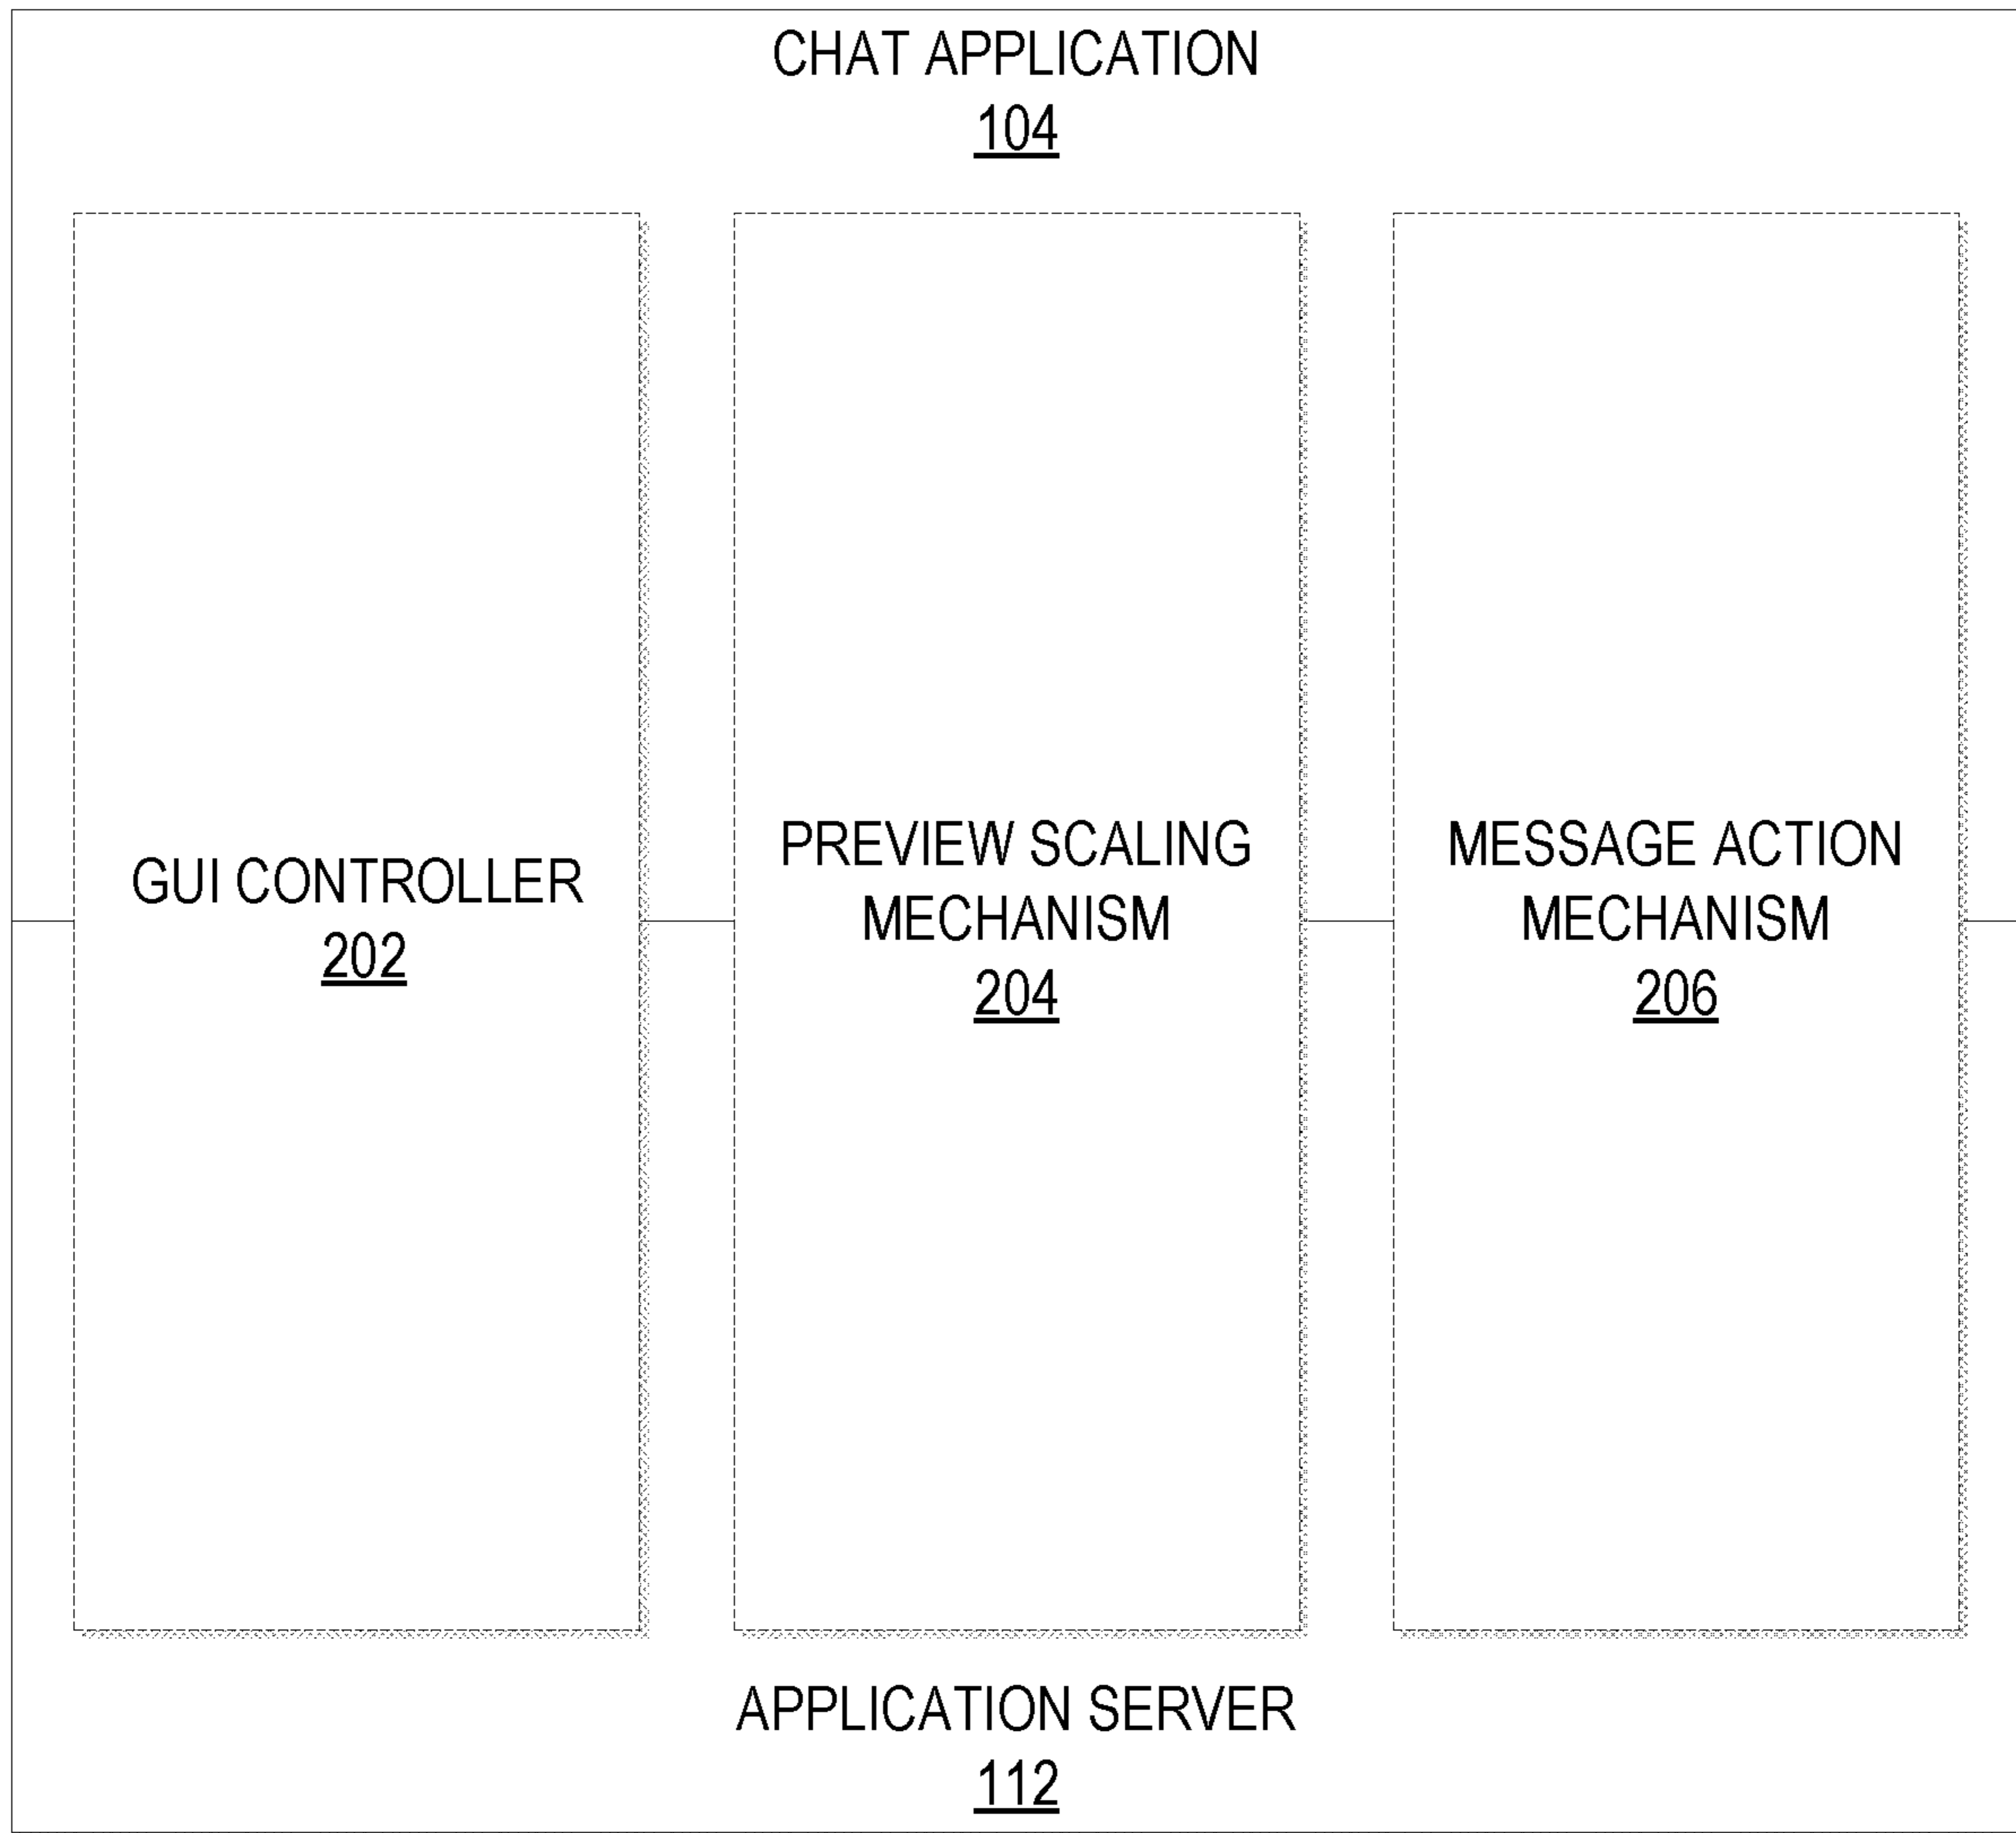 CHAT APPLICATION
104
GUI CONTROLLER
202
PREVIEW SCALING
MECHANISM
204
MESSAGE ACTION
MECHANISM
206
APPLICATION SERVER
112